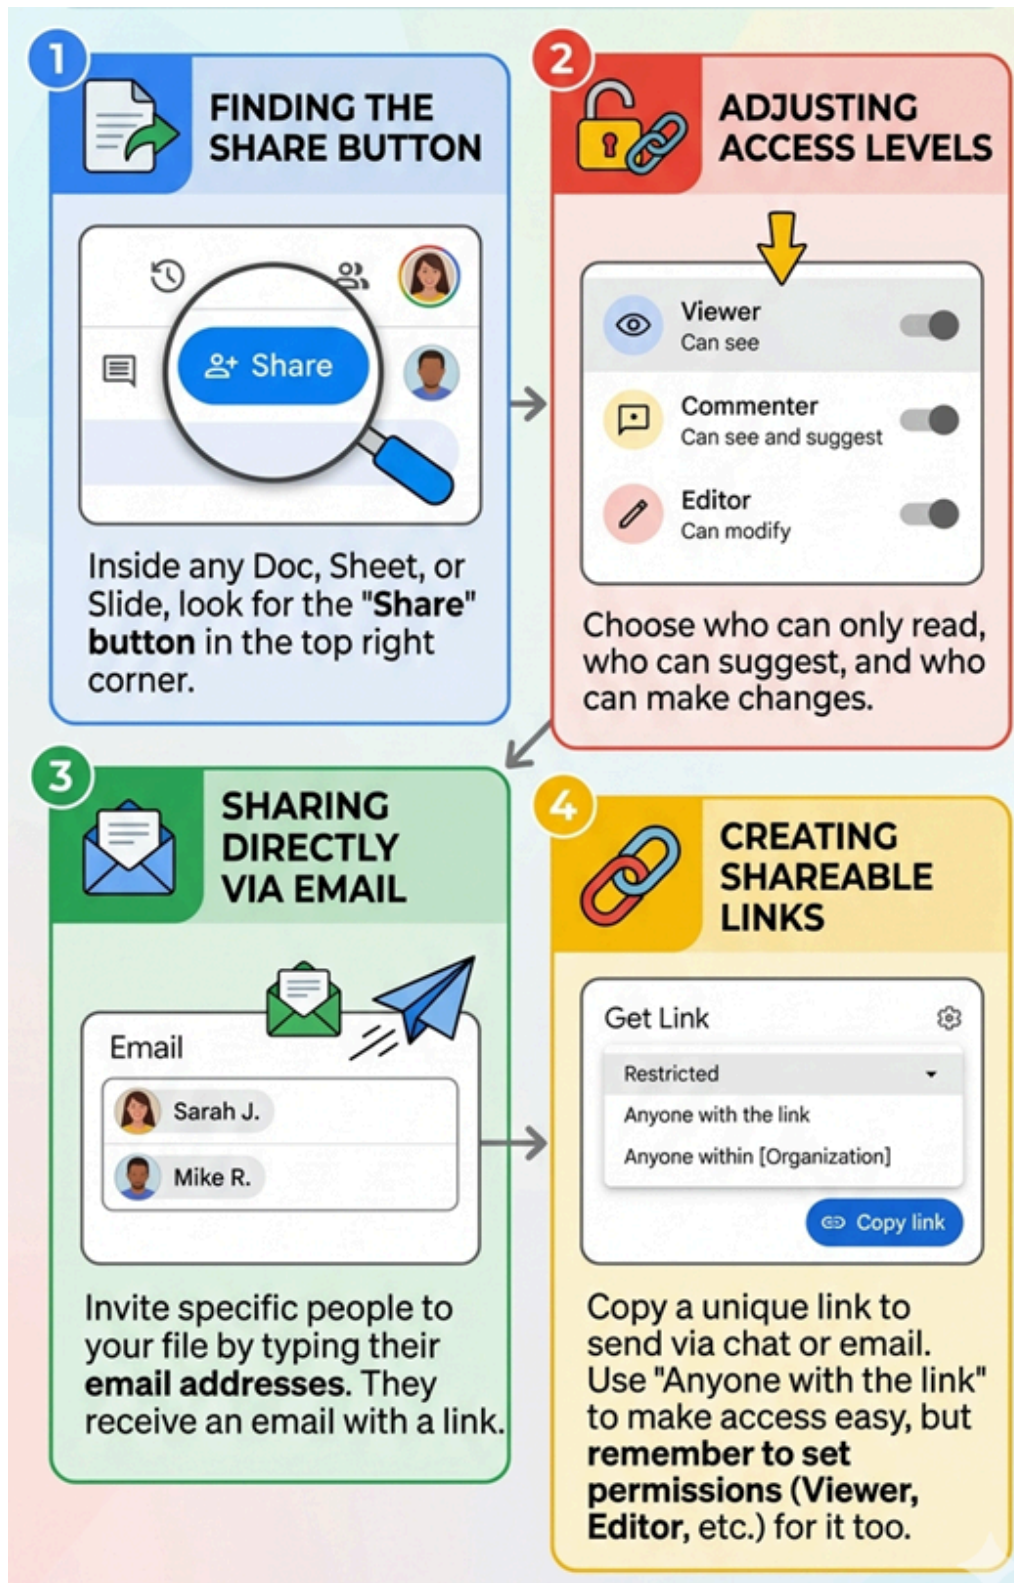 1
FINDING THE
SHARE BUTTON
Share
Inside any Doc, Sheet, or
Slide, look for the "Share"
button in the top right
corner.
2
ADJUSTING
ACCESS LEVELS
Viewer
Can see
Commenter
Can see and suggest
Editor
Can modify
Choose who can only read,
who can suggest, and who
can make changes.
3
SHARING
DIRECTLY
VIA EMAIL
Email
Sarah J.
Mike R.
Invite specific people to
your file by typing their
email addresses. They
receive an email with a link.
4
CREATING
SHAREABLE
LINKS
Get Link
Restricted
Anyone with the link
Anyone within [Organization]
Copy link
Copy a unique link to
send via chat or email.
Use "Anyone with the link"
to make access easy, but
remember to set
permissions (Viewer,
Editor, etc.) for it too.